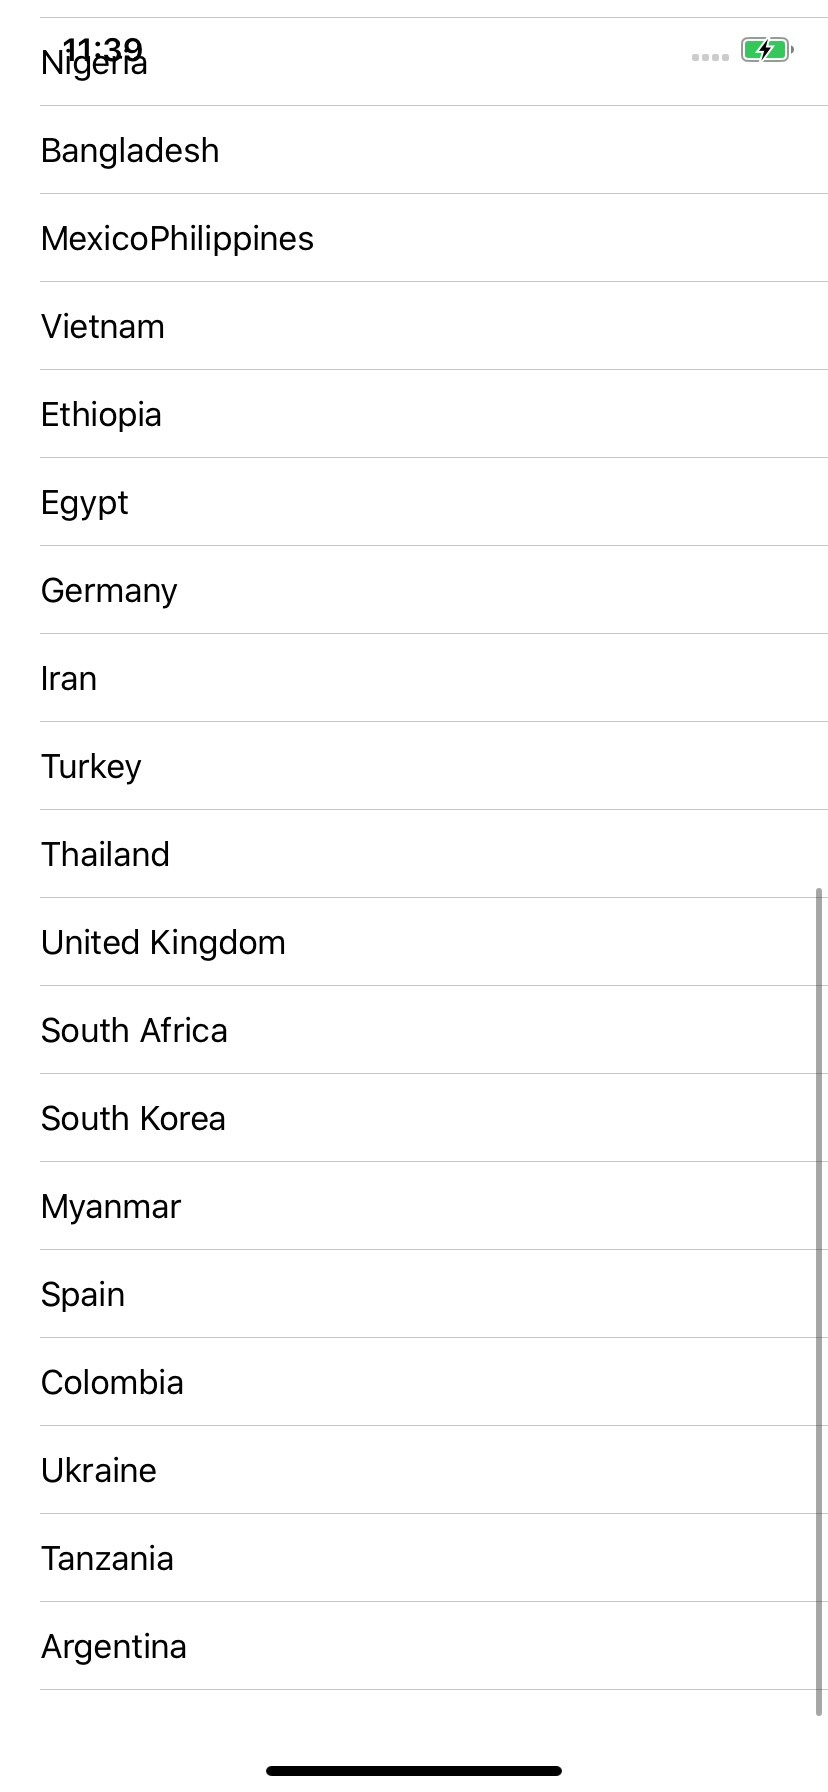 11:39
Nigeria
Bangladesh
MexicoPhilippines
Vietnam
Ethiopia
Egypt
Germany
Iran
Turkey
Thailand
United Kingdom
South Africa
South Korea
Myanmar
Spain
Colombia
Ukraine
Tanzania
Argentina